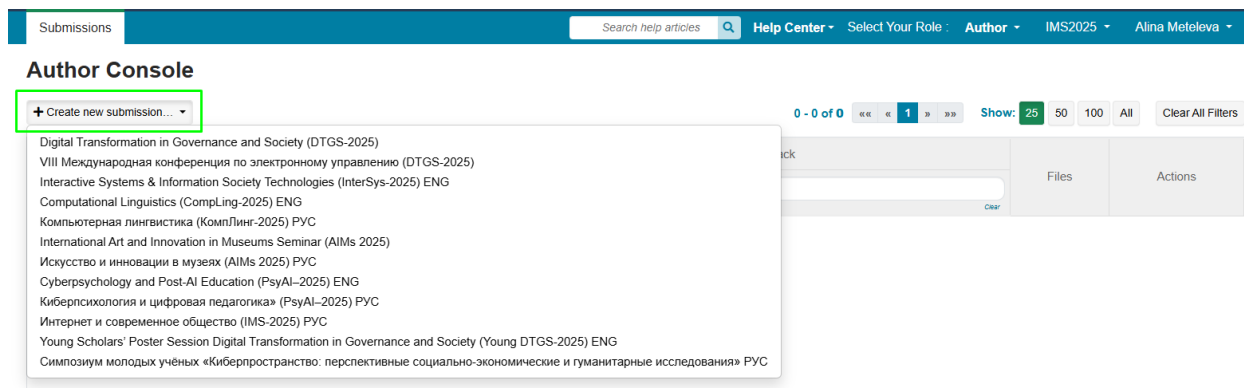 Submissions
Search help articles
Help Center
Select Your Role :
Author
IMS2025
Alina Meteleva
Author Console
+ Create new submission...
0 - 0 of 0
«« « 1 » »»
Show: 25 50 100 All
Clear All Filters
Digital Transformation in Governance and Society (DTGS-2025)
VIII Международная конференция по электронному управлению (DTGS-2025)
Interactive Systems & Information Society Technologies (InterSys-2025) ENG
Computational Linguistics (CompLing-2025) ENG
Компьютерная лингвистика (КомпЛинг-2025) РУС
International Art and Innovation in Museums Seminar (AIMs 2025)
Искусство и инновации в музеях (AIMs 2025) РУС
Cyberpsychology and Post-AI Education (PsyAI–2025) ENG
Киберпсихология и цифровая педагогика» (PsyAI–2025) РУС
Интернет и современное общество (IMS-2025) РУС
Young Scholars' Poster Session Digital Transformation in Governance and Society (Young DTGS-2025) ENG
Симпозиум молодых учёных «Киберпространство: перспективные социально-экономические и гуманитарные исследования» РУС
Files
Actions
Clear